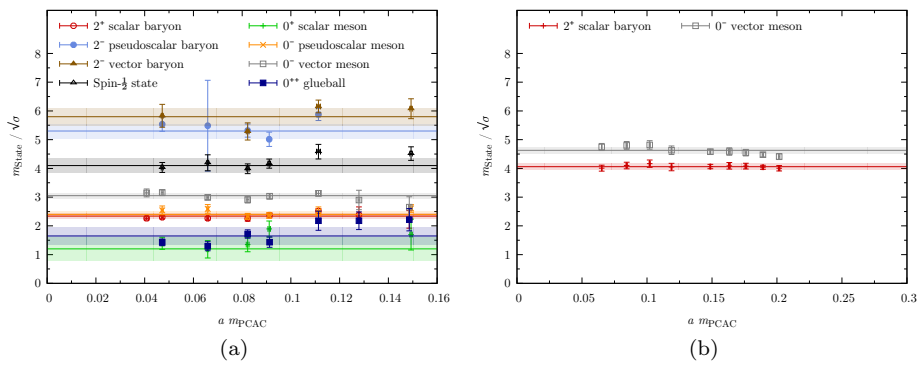 2⁺ scalar baryon
2⁻ pseudoscalar baryon
2⁻ vector baryon
Spin-½ state
0⁺ scalar meson
0⁻ pseudoscalar meson
0⁻ vector meson
0⁺⁺ glueball
m_State / √σ
9
8
7
6
5
4
3
2
1
0
0 0.02 0.04 0.06 0.08 0.1 0.12 0.14 0.16
a m_PCAC
(a)
2⁺ scalar baryon 0⁻ vector meson
m_State / √σ
8
7
6
5
4
3
2
1
0
0.05 0.1 0.15 0.2 0.25 0.3
a m_PCAC
(b)